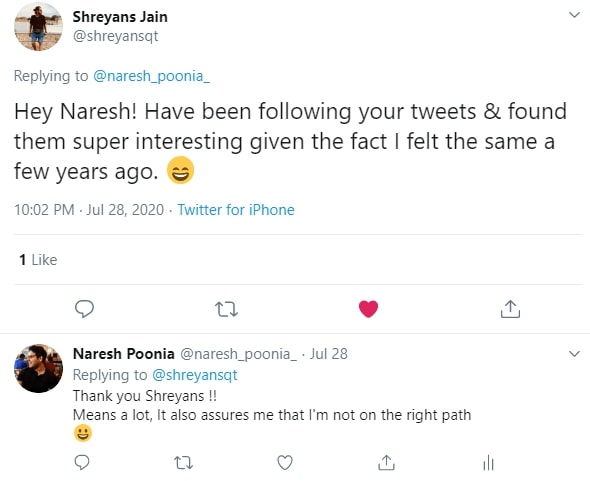 Shreyans Jain
@shreyansqt
Replying to @naresh_poonia_
Hey Naresh! Have been following your tweets & found
them super interesting given the fact I felt the same a
few years ago. 😄
10:02 PM · Jul 28, 2020 · Twitter for iPhone
1 Like
Naresh Poonia @naresh_poonia_ · Jul 28
Replying to @shreyansqt
Thank you Shreyans !!
Means a lot, It also assures me that I'm not on the right path
😀